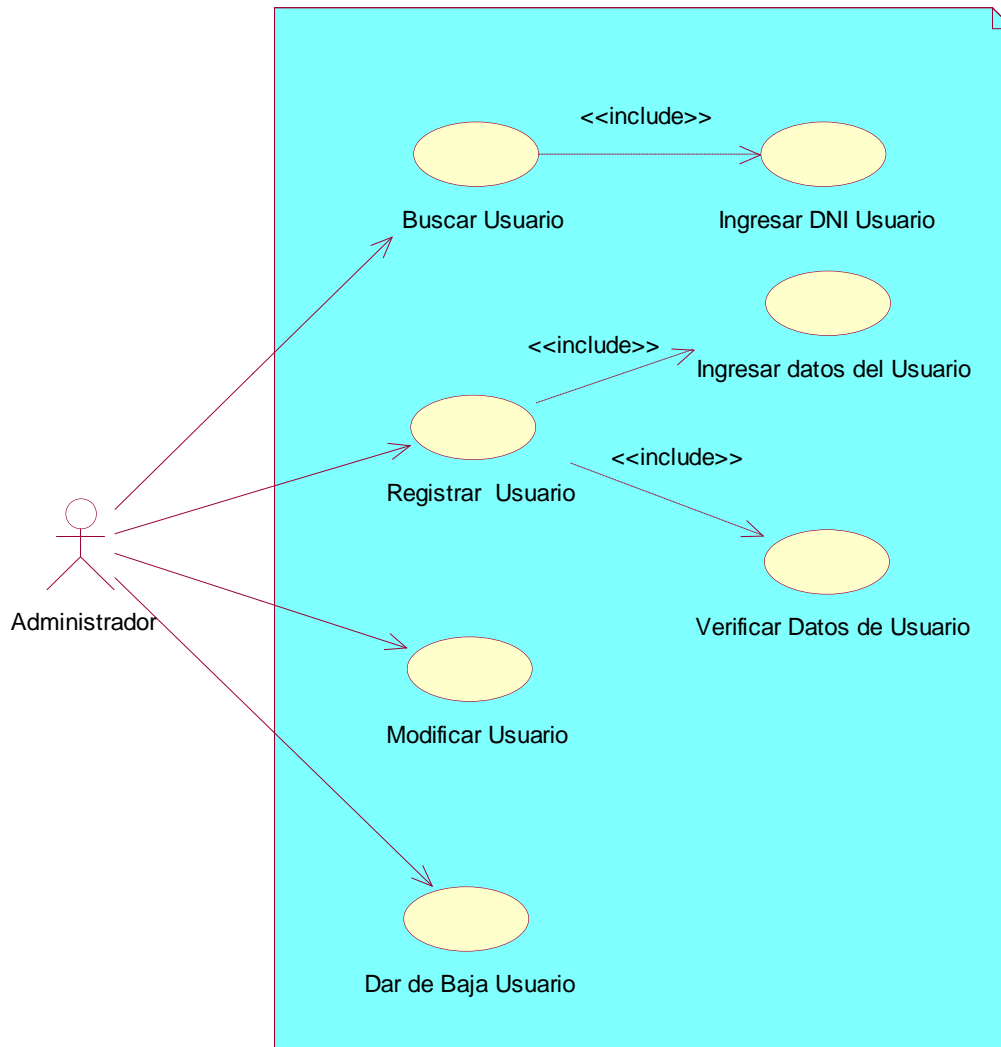 <<include>>
Buscar Usuario
Ingresar DNI Usuario
<<include>>
Ingresar datos del Usuario
<<include>>
Registrar  Usuario
Administrador
Verificar Datos de Usuario
Modificar Usuario
Dar de Baja Usuario